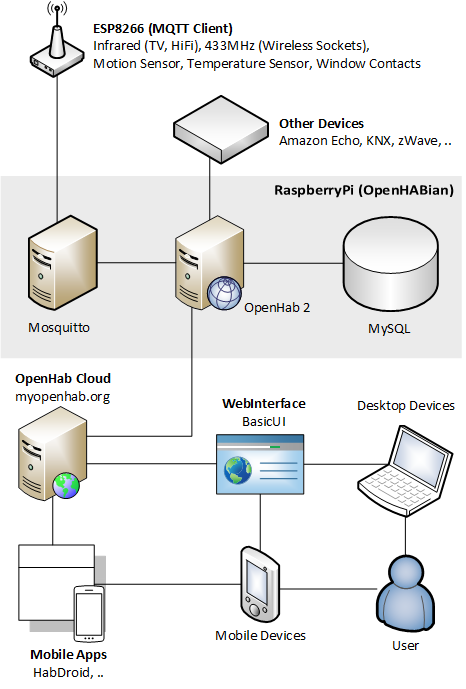 ESP8266 (MQTT Client)
Infrared (TV, HiFi), 433MHz (Wireless Sockets),
Motion Sensor, Temperature Sensor, Window Contacts
Other Devices
Amazon Echo, KNX, zWave, ..
RaspberryPi (OpenHABian)
Mosquitto
OpenHab 2
MySQL
OpenHab Cloud
myopenhab.org
WebInterface
BasicUI
Desktop Devices
Mobile Apps
HabDroid, ..
Mobile Devices
User